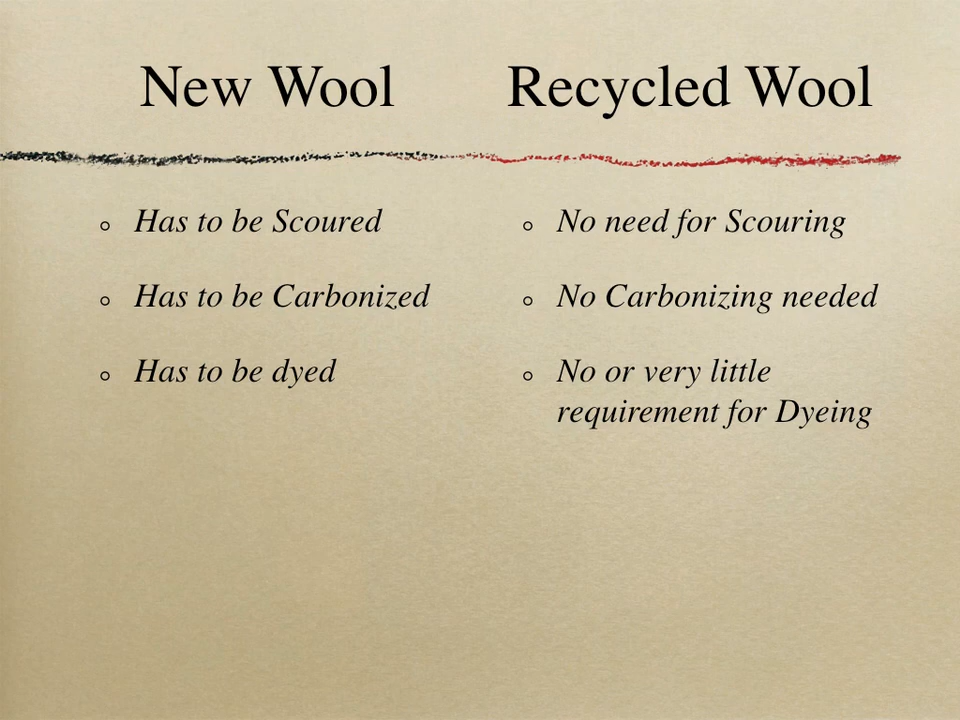 New Wool
Recycled Wool
Has to be Scoured
Has to be Carbonized
Has to be dyed
No need for Scouring
No Carbonizing needed
No or very little
requirement for Dyeing